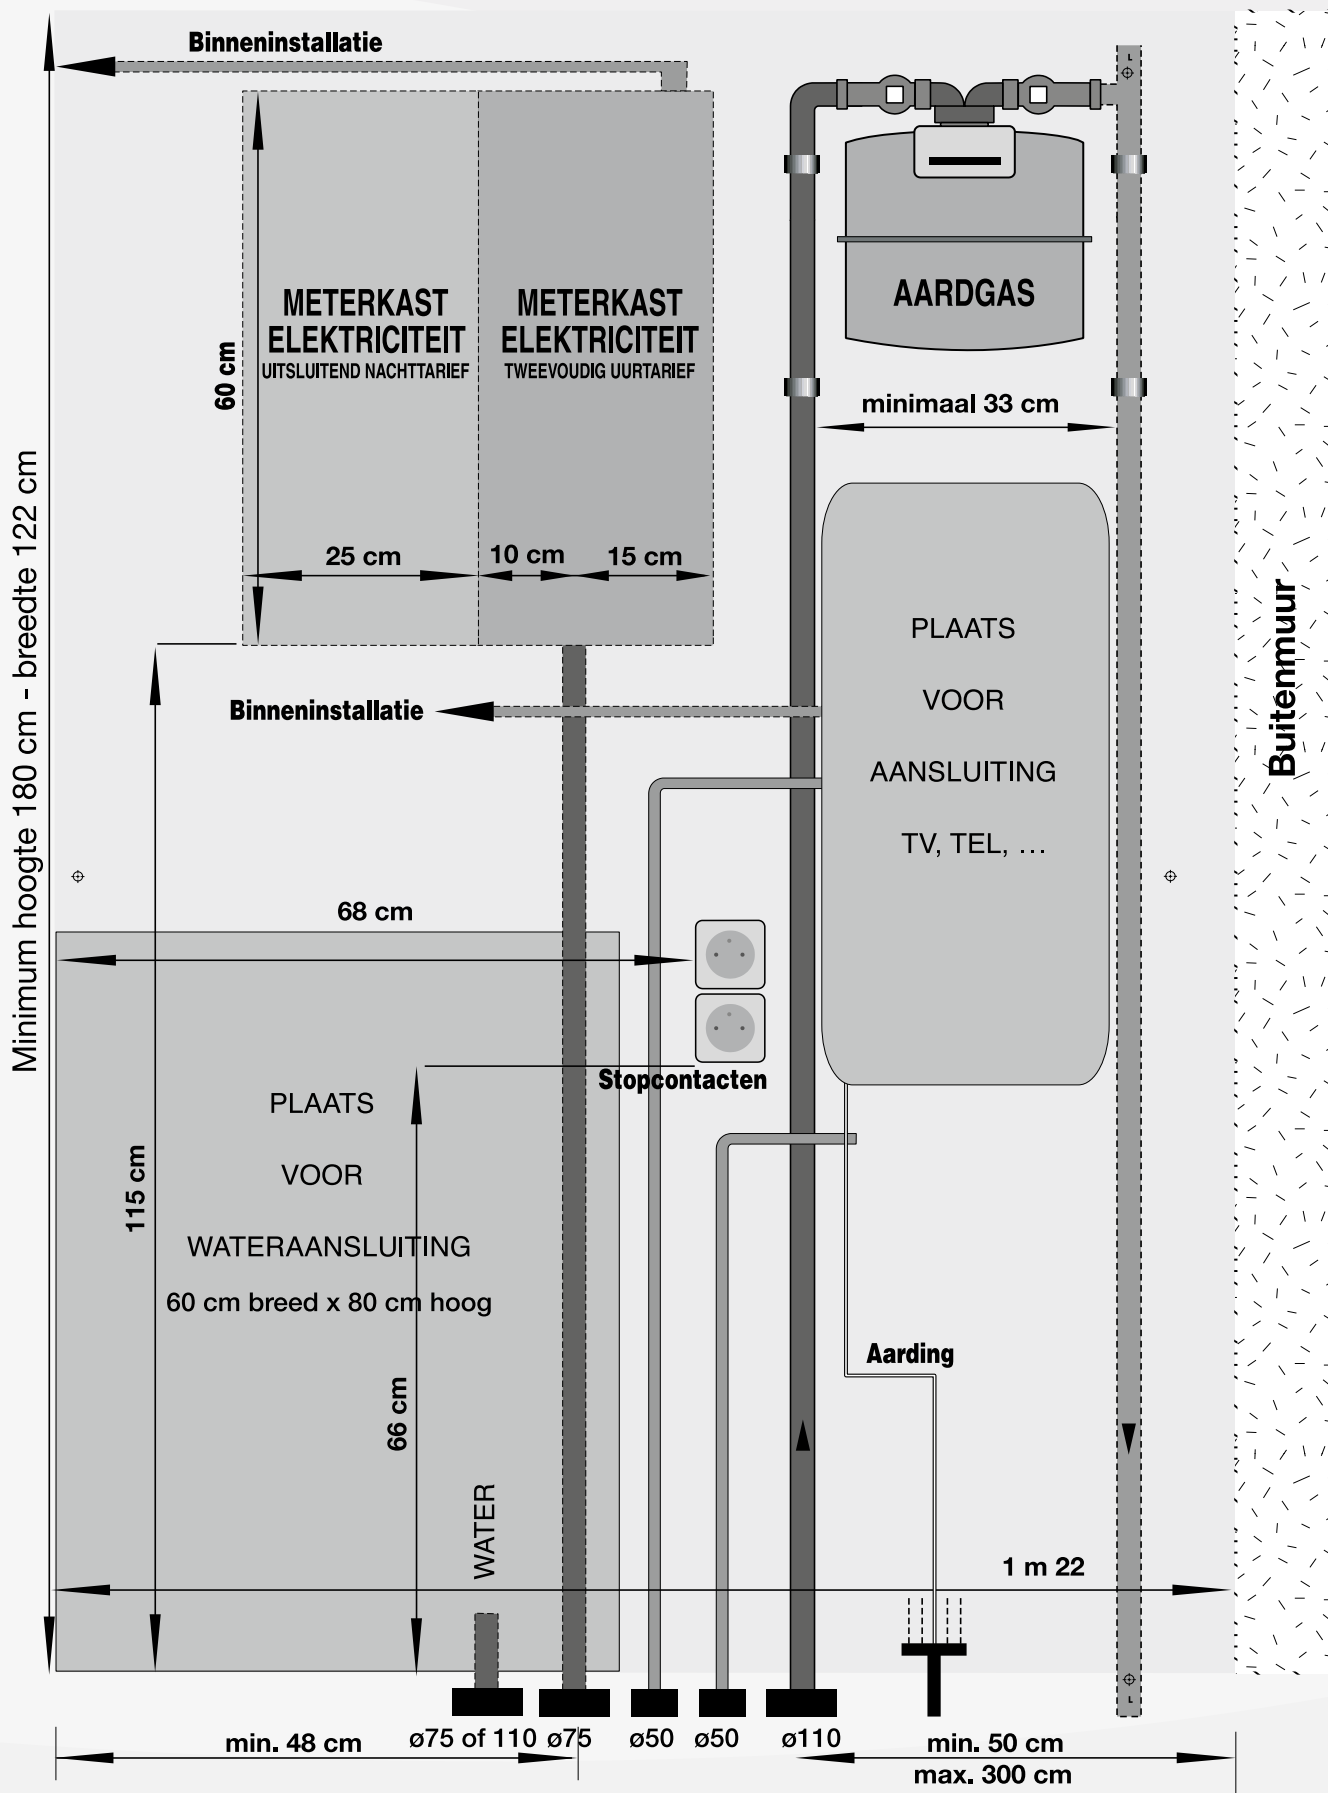 Binneninstallatie
METERKAST
ELEKTRICITEIT
UITSLUITEND NACHTTARIEF
METERKAST
ELEKTRICITEIT
TWEEVOUDIG UURTARIEF
AARDGAS
60 cm
minimaal 33 cm
25 cm
10 cm
15 cm
Minimum hoogte 180 cm - breedte 122 cm
Buitenmuur
Binneninstallatie
PLAATS
VOOR
AANSLUITING
TV, TEL, ...
68 cm
Stopcontacten
PLAATS
VOOR
WATERAANSLUITING
60 cm breed x 80 cm hoog
115 cm
66 cm
Aarding
WATER
1 m 22
ø75 of 110
ø75
ø50
ø50
ø110
min. 48 cm
min. 50 cm
max. 300 cm
L
L